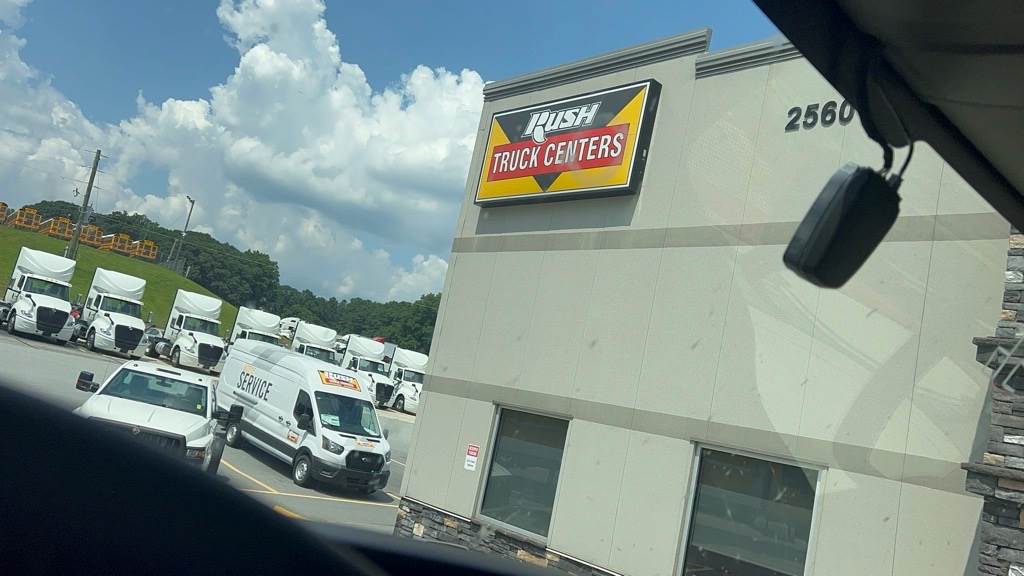 RUSH
TRUCK CENTERS
2560
SERVICE